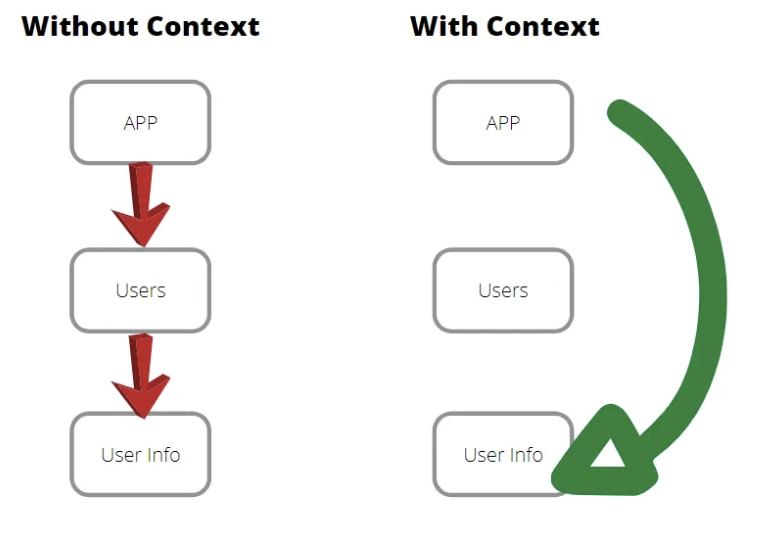 Without Context
With Context
APP
APP
Users
Users
User Info
User Info